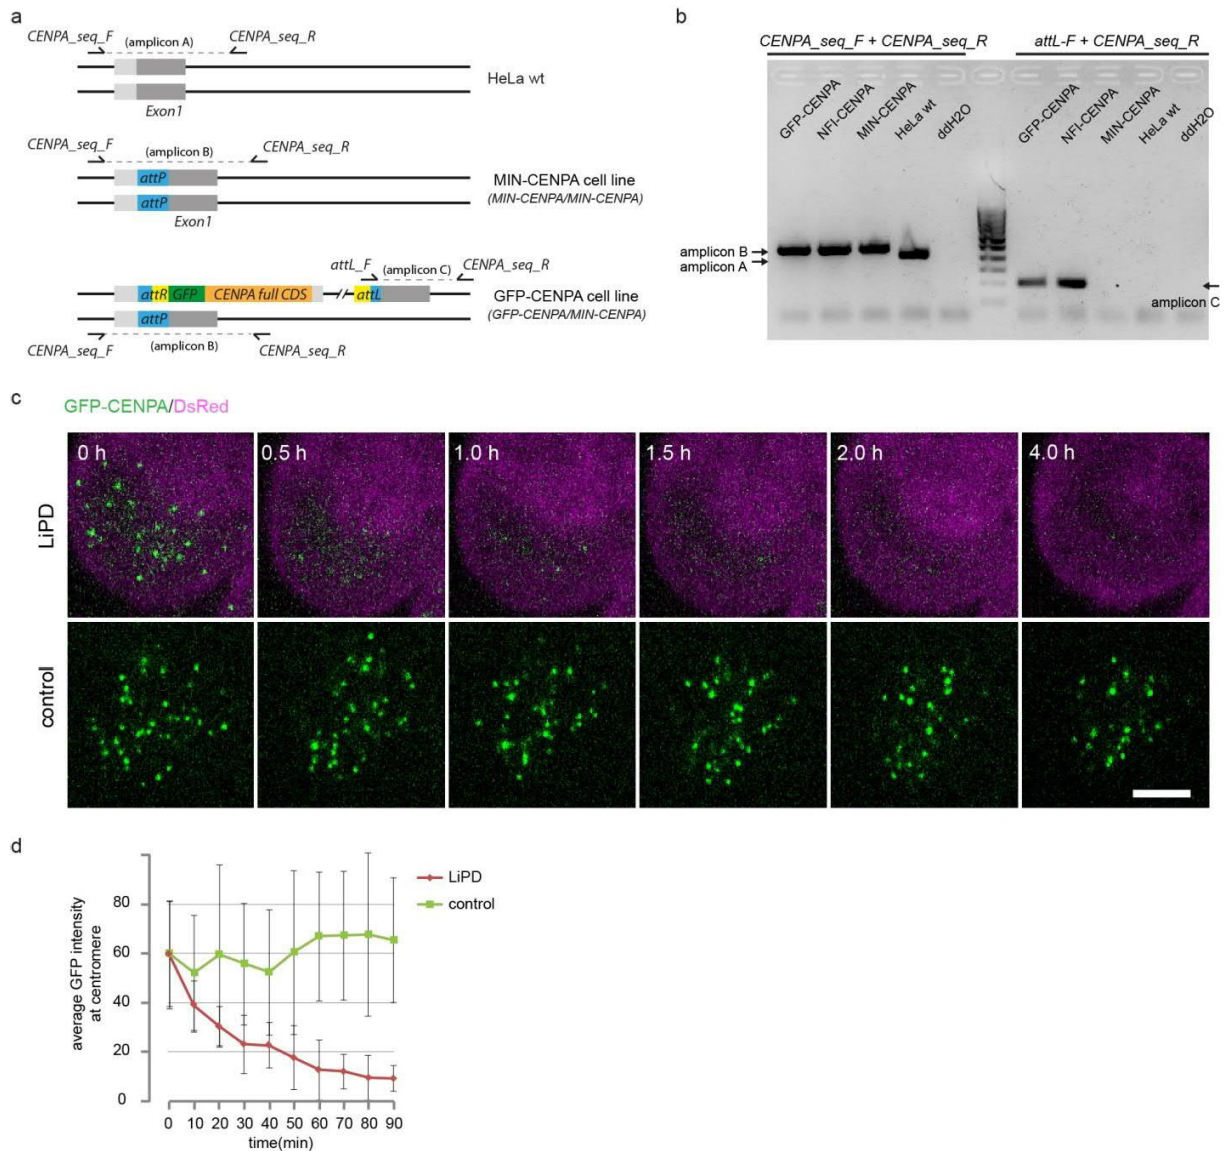 a
CENPA_seq_F
(amplicon A)
CENPA_seq_R
HeLa wt
Exon1
CENPA_seq_F
(amplicon B)
CENPA_seq_R
attP
MIN-CENPA cell line
attP
(MIN-CENPA/MIN-CENPA)
Exon1
attL_F
(amplicon C)
CENPA_seq_R
attR
GFP
CENPA full CDS
attL
GFP-CENPA cell line
attP
(GFP-CENPA/MIN-CENPA)
CENPA_seq_F
(amplicon B)
CENPA_seq_R
b
CENPA_seq_F + CENPA_seq_R
attL-F + CENPA_seq_R
GFP-CENPA
NFI-CENPA
MIN-CENPA
HeLa wt
ddH2O
GFP-CENPA
NFI-CENPA
MIN-CENPA
HeLa wt
ddH2O
amplicon B
amplicon A
amplicon C
c
GFP-CENPA/DsRed
LiPD
0 h
0.5 h
1.0 h
1.5 h
2.0 h
4.0 h
control
d
average GFP intensity
at centromere
80
60
40
20
0
0 10 20 30 40 50 60 70 80 90
time(min)
LiPD
control